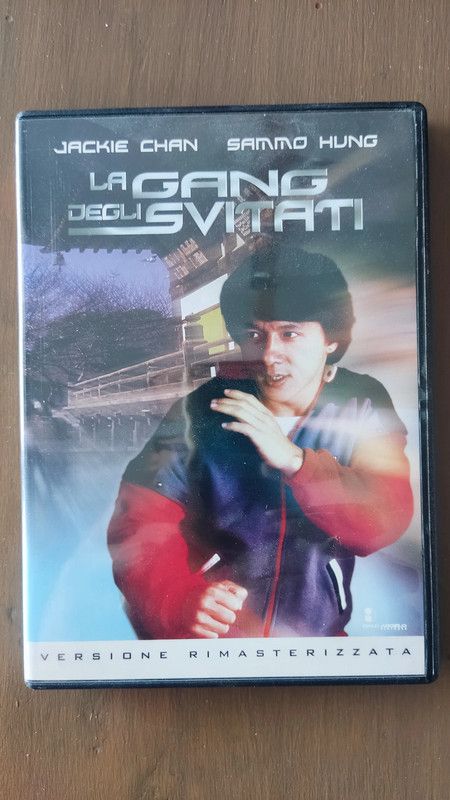 JACKIE CHAN SAMMO HUNG
LA GANG
DEGLI SVITATI
VERSIONE RIMASTERIZZATA